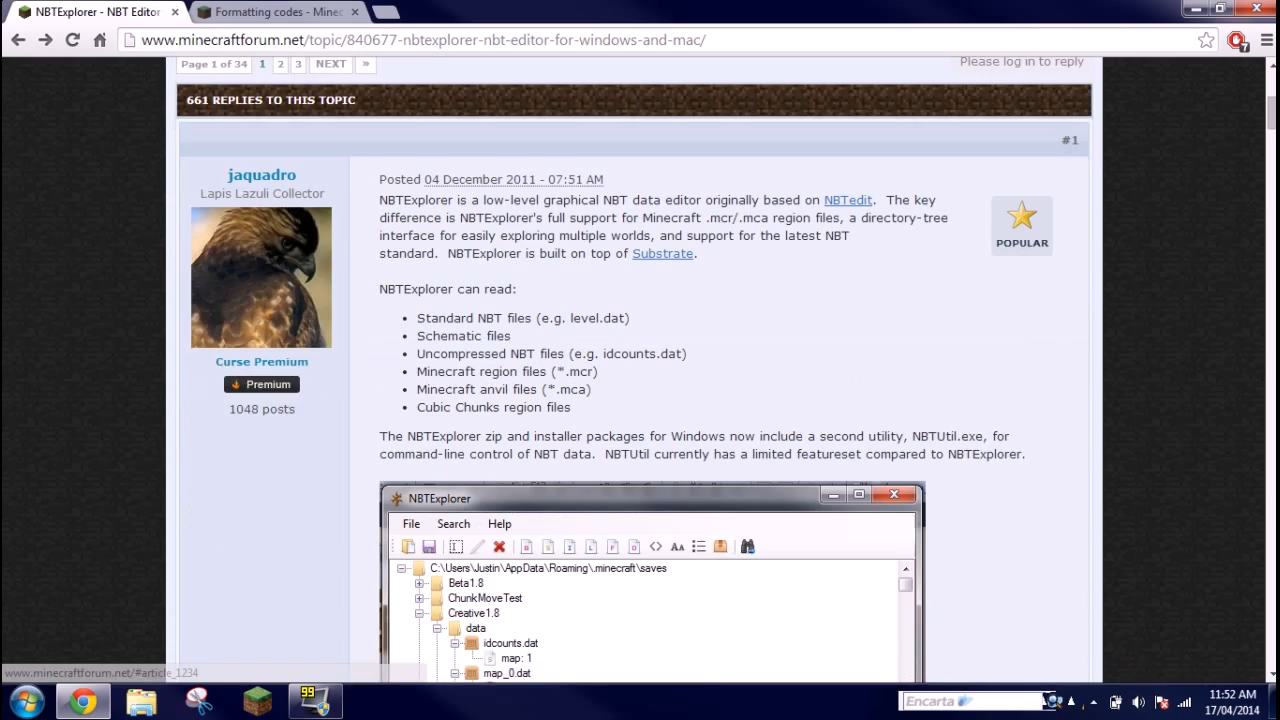 NBTExplorer - NBT Editor
Formatting codes - Minec
www.minecraftforum.net/topic/840677-nbtexplorer-nbt-editor-for-windows-and-mac/
7
Page 1 of 34 1 2 3 NEXT »
Please log in to reply
661 REPLIES TO THIS TOPIC
#1
jaquadro
Lapis Lazuli Collector
Curse Premium
Premium
1048 posts
Posted 04 December 2011 - 07:51 AM
NBTExplorer is a low-level graphical NBT data editor originally based on NBTedit. The key
difference is NBTExplorer's full support for Minecraft .mcr/.mca region files, a directory-tree
interface for easily exploring multiple worlds, and support for the latest NBT
standard. NBTExplorer is built on top of Substrate.
POPULAR
NBTExplorer can read:
• Standard NBT files (e.g. level.dat)
• Schematic files
• Uncompressed NBT files (e.g. idcounts.dat)
• Minecraft region files (*.mcr)
• Minecraft anvil files (*.mca)
• Cubic Chunks region files
The NBTExplorer zip and installer packages for Windows now include a second utility, NBTUtil.exe, for
command-line control of NBT data. NBTUtil currently has a limited featureset compared to NBTExplorer.
NBTExplorer
File Search Help
C:\Users\Justin\AppData\Roaming\.minecraft\saves
Beta1.8
ChunkMoveTest
Creative1.8
data
idcounts.dat
map: 1
map_0.dat
www.minecraftforum.net/#article_1234
99
Encarta
11:52 AM
17/04/2014